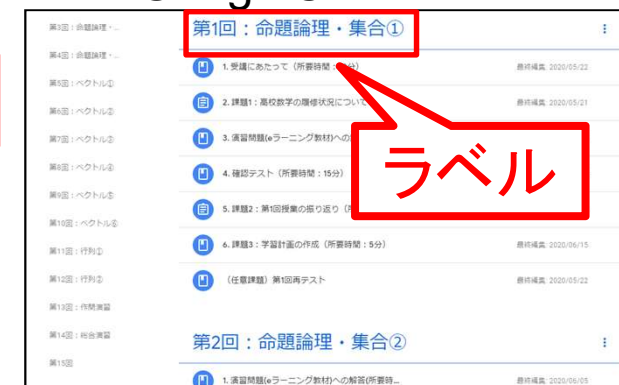 第3回：命題論理・...
第4回：命題論理・...
第5回：ベクトル①
第6回：ベクトル②
第7回：ベクトル③
第8回：ベクトル④
第9回：ベクトル⑤
第10回：ベクトル⑥
第11回：行列①
第12回：行列②
第13回：作問演習
第14回：総合演習
第15回
第1回：命題論理・集合①
1. 受講にあたって（所要時間：
分）
最終編集: 2020/05/22
2. 課題1：高校数学の履修状況について
最終編集: 2020/05/21
3. 演習問題(eラーニング教材)への
4. 確認テスト（所要時間：15分）
5. 課題2：第1回授業の振り返り（
6. 課題3：学習計画の作成（所要時間：5分）
最終編集: 2020/06/15
（任意課題）第1回再テスト
最終編集: 2020/05/22
ラベル
第2回：命題論理・集合②
1. 演習問題(eラーニング教材)への解答(所要時...
最終編集: 2020/06/05